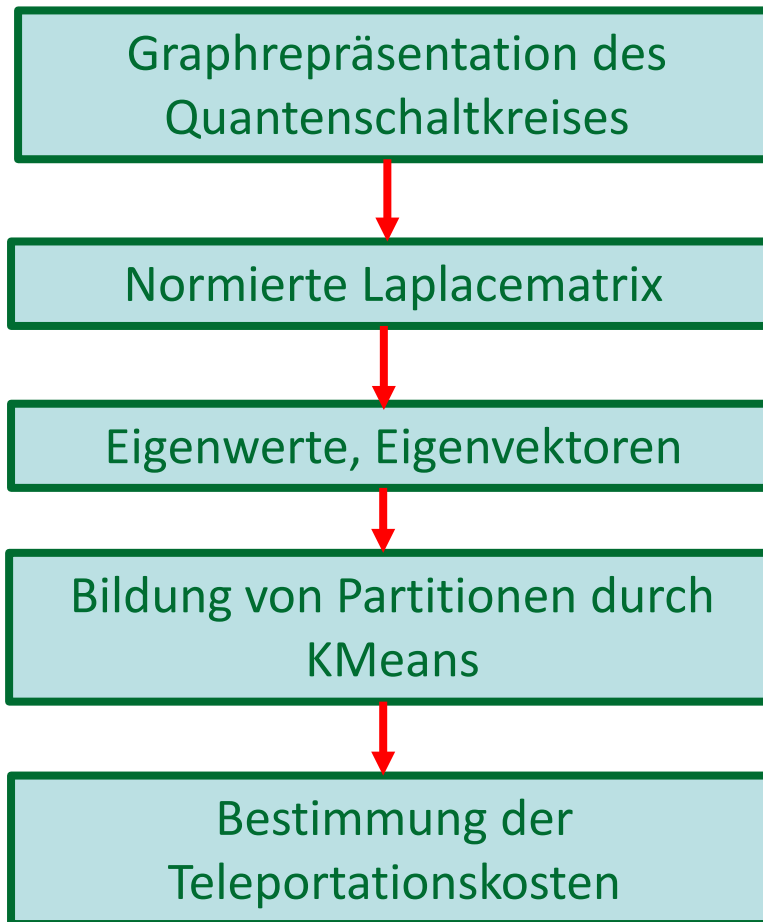 Graphrepräsentation des
Quantenschaltkreises
Normierte Laplacematrix
Eigenwerte, Eigenvektoren
Bildung von Partitionen durch
KMeans
Bestimmung der
Teleportationskosten